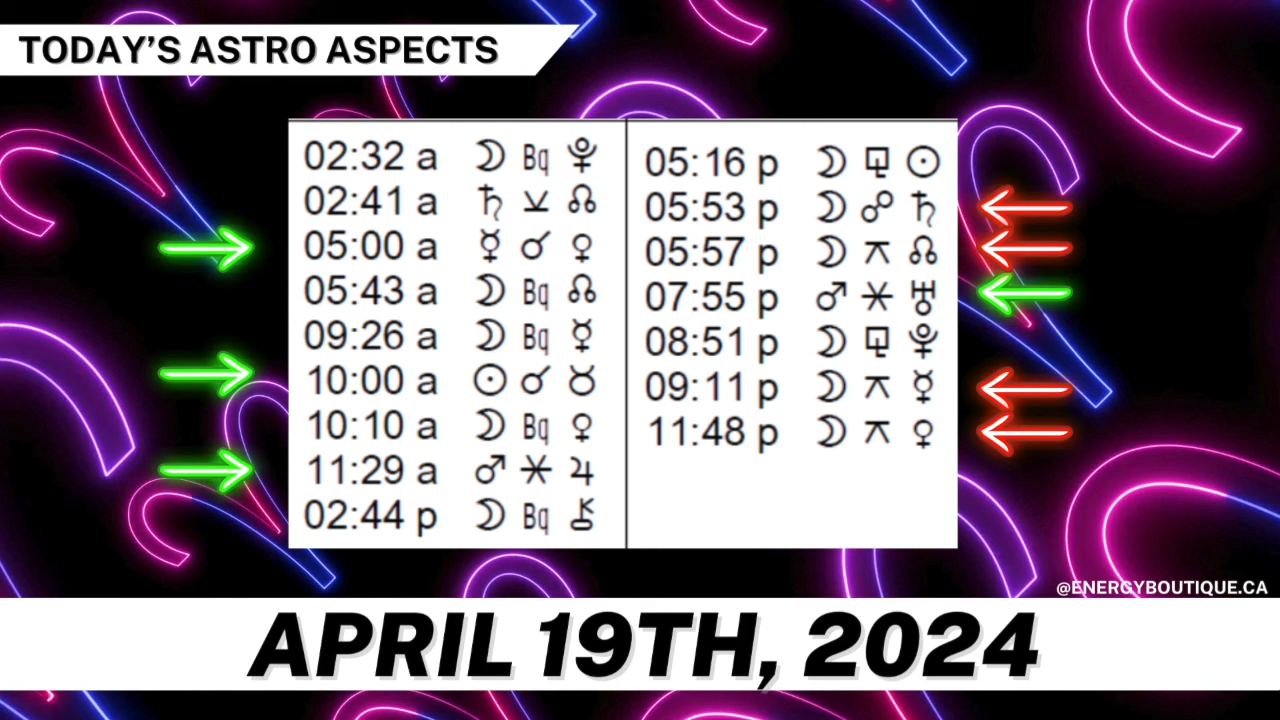 TODAY'S ASTRO ASPECTS
02:32 a ☽ Bq ♇
02:41 a ♄ ⚺ ☊
05:00 a ☿ ☌ ♀
05:43 a ☽ Bq ☊
09:26 a ☽ Bq ☿
10:00 a ☉ ☌ ♉
10:10 a ☽ Bq ♀
11:29 a ♂ ⚹ ♃
02:44 p ☽ Bq ⚷
05:16 p ☽ ⚼ ☉
05:53 p ☽ ☍ ♄
05:57 p ☽ ⚻ ☊
07:55 p ♂ ⚹ ♅
08:51 p ☽ ⚼ ♇
09:11 p ☽ ⚻ ☿
11:48 p ☽ ⚻ ♀
@ENERGYBOUTIQUE.CA
APRIL 19TH, 2024